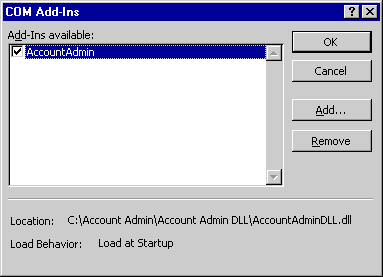 COM Add-Ins
Add-Ins available:
AccountAdmin
OK
Cancel
Add...
Remove
Location: C:\Account Admin\Account Admin DLL\AccountAdminDLL.dll
Load Behavior: Load at Startup